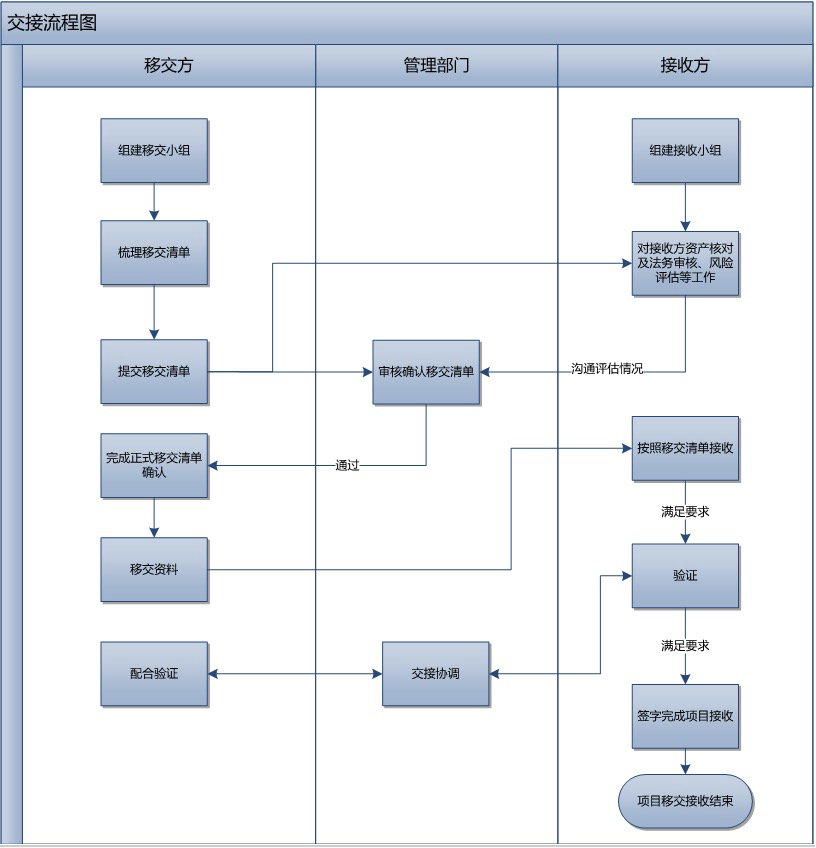 交接流程图
移交方
管理部门
接收方
组建移交小组
组建接收小组
梳理移交清单
对接收方资产核对
及法务审核、风险
评估等工作
提交移交清单
审核确认移交清单
沟通评估情况
完成正式移交清单
确认
通过
按照移交清单接收
满足要求
移交资料
验证
满足要求
配合验证
交接协调
签字完成项目接收
项目移交接收结束